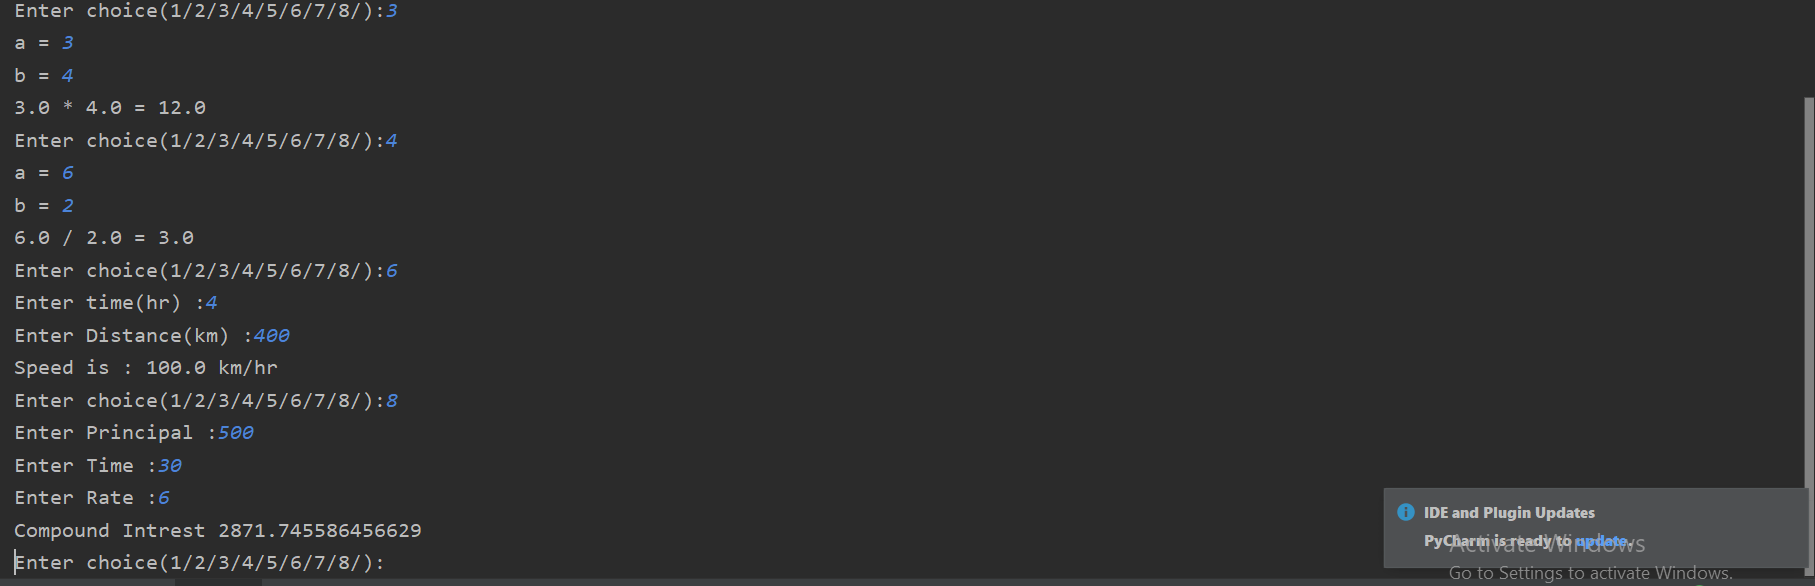 Enter choice(1/2/3/4/5/6/7/8/):3
a = 3
b = 4
3.0 * 4.0 = 12.0
Enter choice(1/2/3/4/5/6/7/8/):4
a = 6
b = 2
6.0 / 2.0 = 3.0
Enter choice(1/2/3/4/5/6/7/8/):6
Enter time(hr) :4
Enter Distance(km) :400
Speed is : 100.0 km/hr
Enter choice(1/2/3/4/5/6/7/8/):8
Enter Principal :500
Enter Time :30
Enter Rate :6
Compound Intrest 2871.745586456629
Enter choice(1/2/3/4/5/6/7/8/):
IDE and Plugin Updates
PyCharm is ready to update.
Activate Windows
Go to Settings to activate Windows.